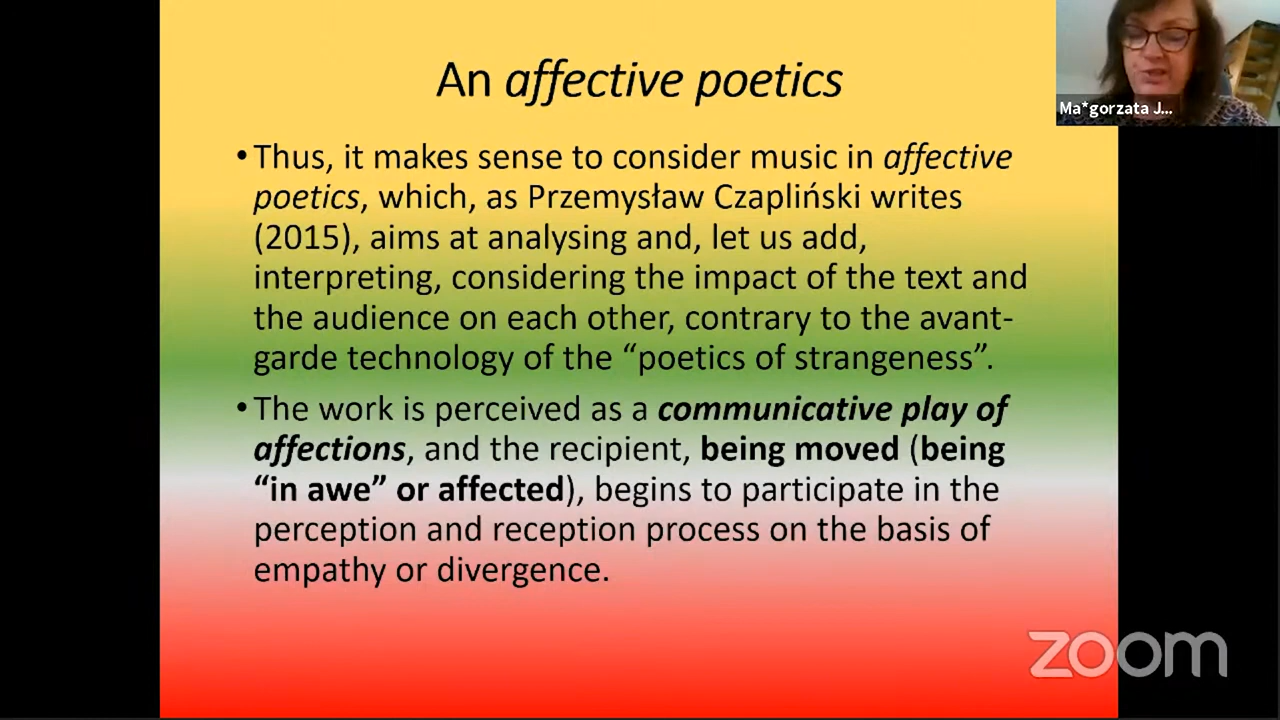 An affective poetics
Ma*gorzata J...
• Thus, it makes sense to consider music in affective
poetics, which, as Przemysław Czapliński writes
(2015), aims at analysing and, let us add,
interpreting, considering the impact of the text and
the audience on each other, contrary to the avant-
garde technology of the “poetics of strangeness”.
• The work is perceived as a communicative play of
affections, and the recipient, being moved (being
“in awe” or affected), begins to participate in the
perception and reception process on the basis of
empathy or divergence.
zoom